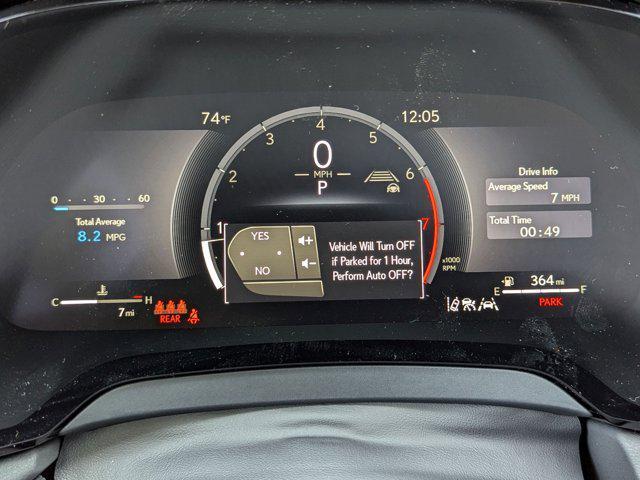 74°F
12:05
4
3
5
2
6
1
7
0
MPH
P
x1000
RPM
0 30 60
Total Average
8.2 MPG
YES
NO
+
-
Vehicle Will Turn OFF
if Parked for 1 Hour,
Perform Auto OFF?
Drive Info
Average Speed
7 MPH
Total Time
00:49
C H
7 mi
REAR
364 mi
E F
PARK